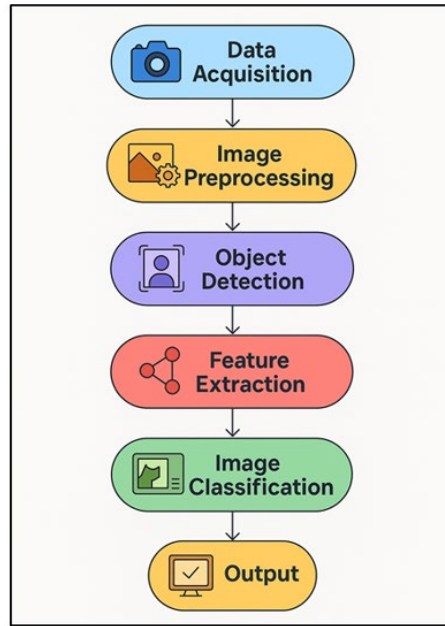 Data
Acquisition
Image
Preprocessing
Object
Detection
Feature
Extraction
Image
Classification
Output